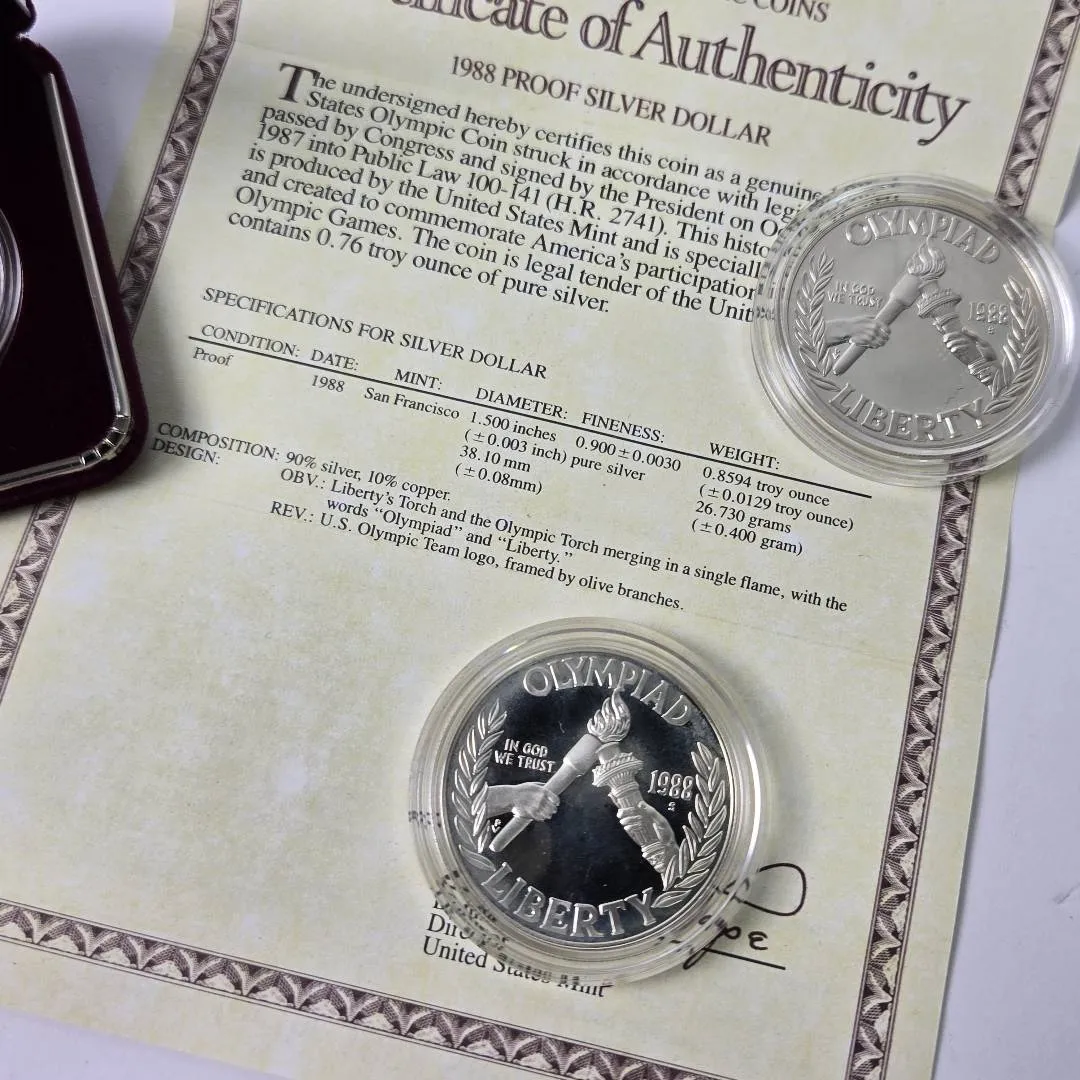 COINS
of Authenticity
1988 PROOF SILVER DOLLAR
The undersigned hereby certifies this coin as a genuine
States Olympic Coin struck in accordance with
passed by Congress and signed by the President on
1987 into Public Law 100-141 (H.R. 2741). This
is produced by the United States Mint and is
and created to commemorate America's participation
Olympic Games. The coin is legal tender of the
contains 0.76 troy ounce of pure silver.
SPECIFICATIONS FOR SILVER DOLLAR
CONDITION: DATE: MINT: DIAMETER: FINENESS: WEIGHT:
Proof 1988 San Francisco 1.500 inches 0.900 ± 0.0030 0.8594 troy ounce
(±0.003 inch) pure silver (±0.0129 troy ounce)
38.10 mm 26.730 grams
(±0.08mm) (±0.400 gram)
COMPOSITION: 90% silver, 10% copper.
DESIGN: OBV.: Liberty's Torch and the Olympic Torch merging in a single flame, with the
words "Olympiad" and "Liberty."
REV.: U.S. Olympic Team logo, framed by olive branches.
OLYMPIAD
IN GOD
WE TRUST
1988
S
LIBERTY
OLYMPIAD
IN GOD
WE TRUST
1988
S
LIBERTY
United States Mint